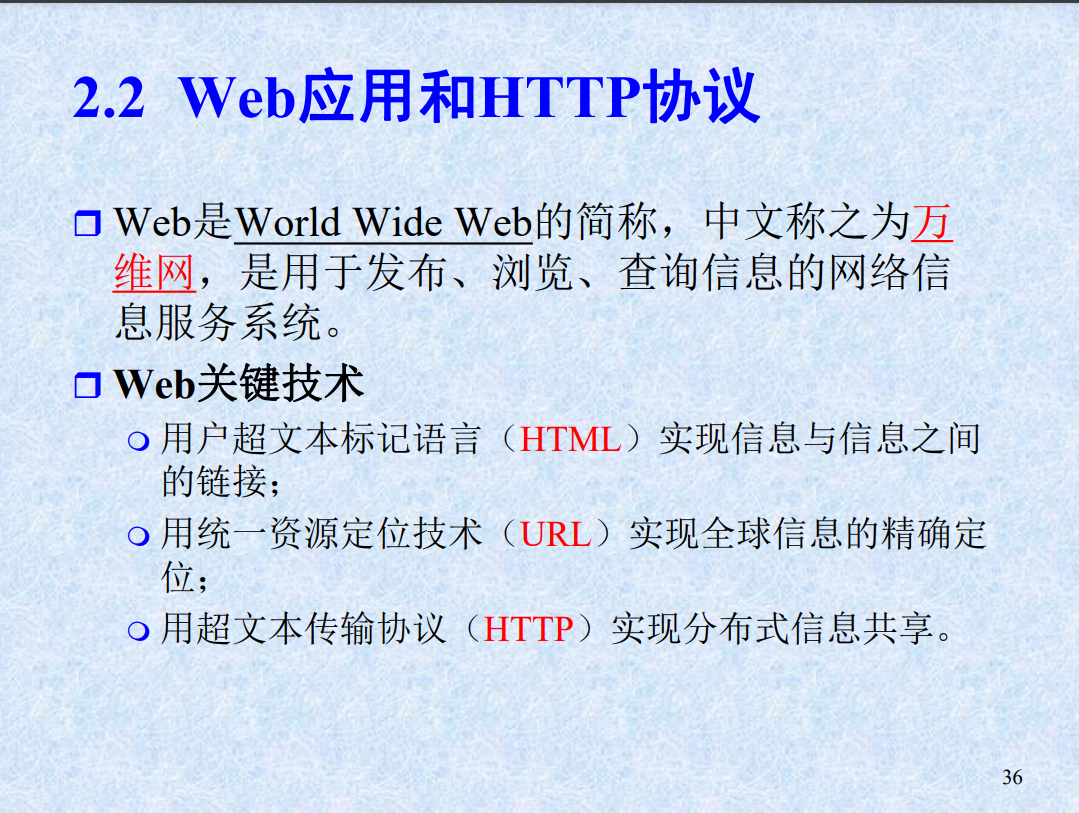 2.2 Web应用和HTTP协议
Web是World Wide Web的简称，中文称之为万
维网，是用于发布、浏览、查询信息的网络信
息服务系统。
Web关键技术
用户超文本标记语言（HTML）实现信息与信息之间
的链接；
用统一资源定位技术（URL）实现全球信息的精确定
位；
用超文本传输协议（HTTP）实现分布式信息共享。
36